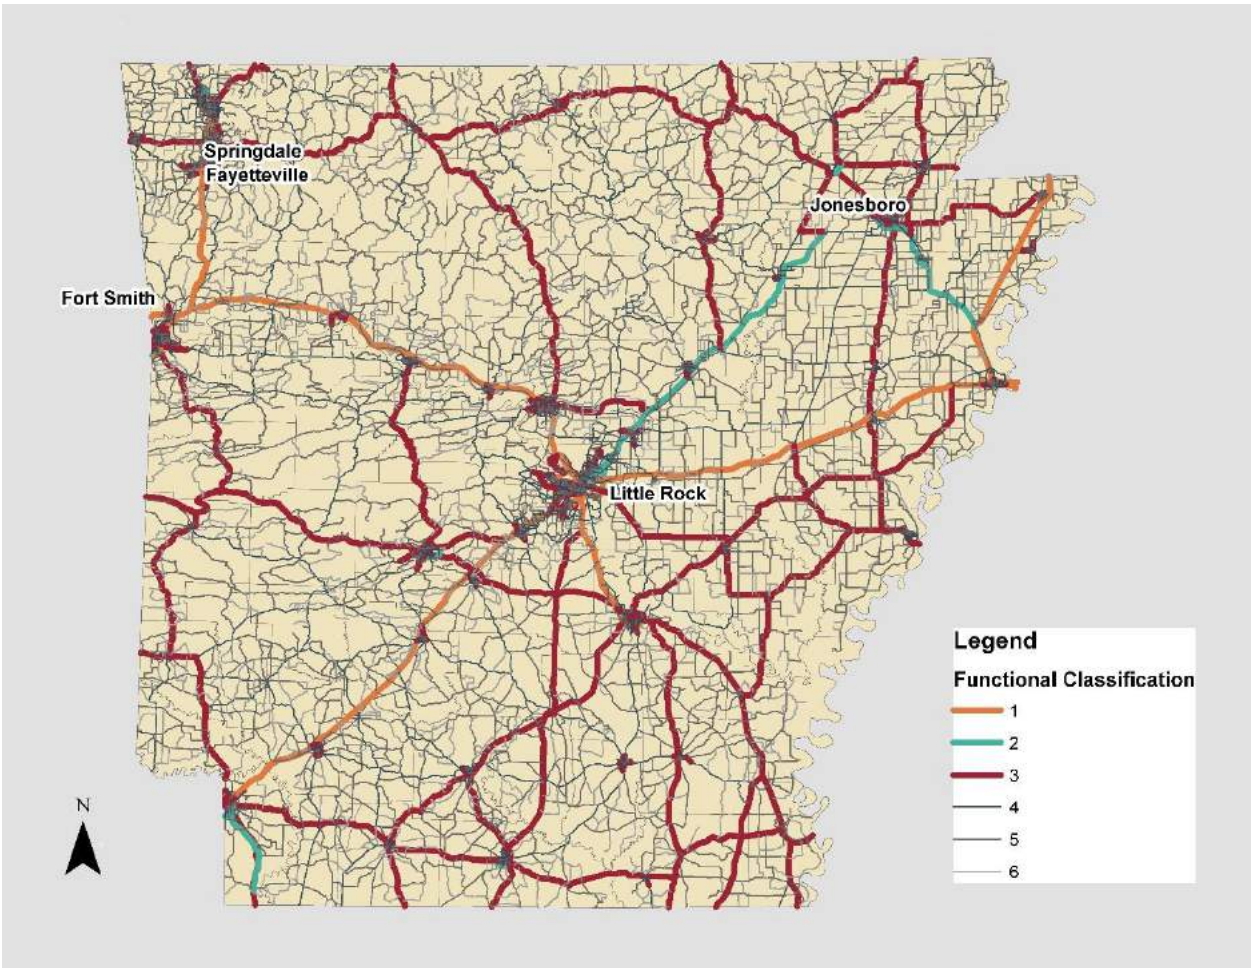 Springdale
Fayetteville
Jonesboro
Fort Smith
Little Rock
Legend
Functional Classification
1
2
3
4
5
6
N